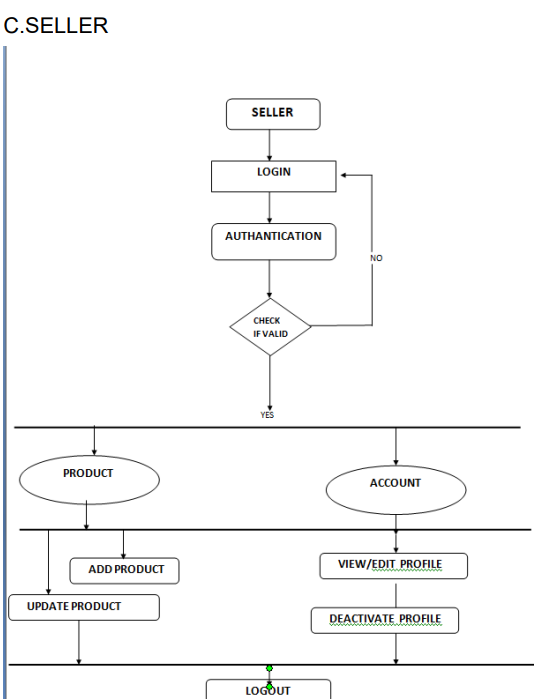 C.SELLER
SELLER
LOGIN
AUTHANTICATION
NO
CHECK
IF VALID
YES
PRODUCT
ACCOUNT
VIEW/EDIT PROFILE
ADD PRODUCT
UPDATE PRODUCT
DEACTIVATE PROFILE
LOGOUT